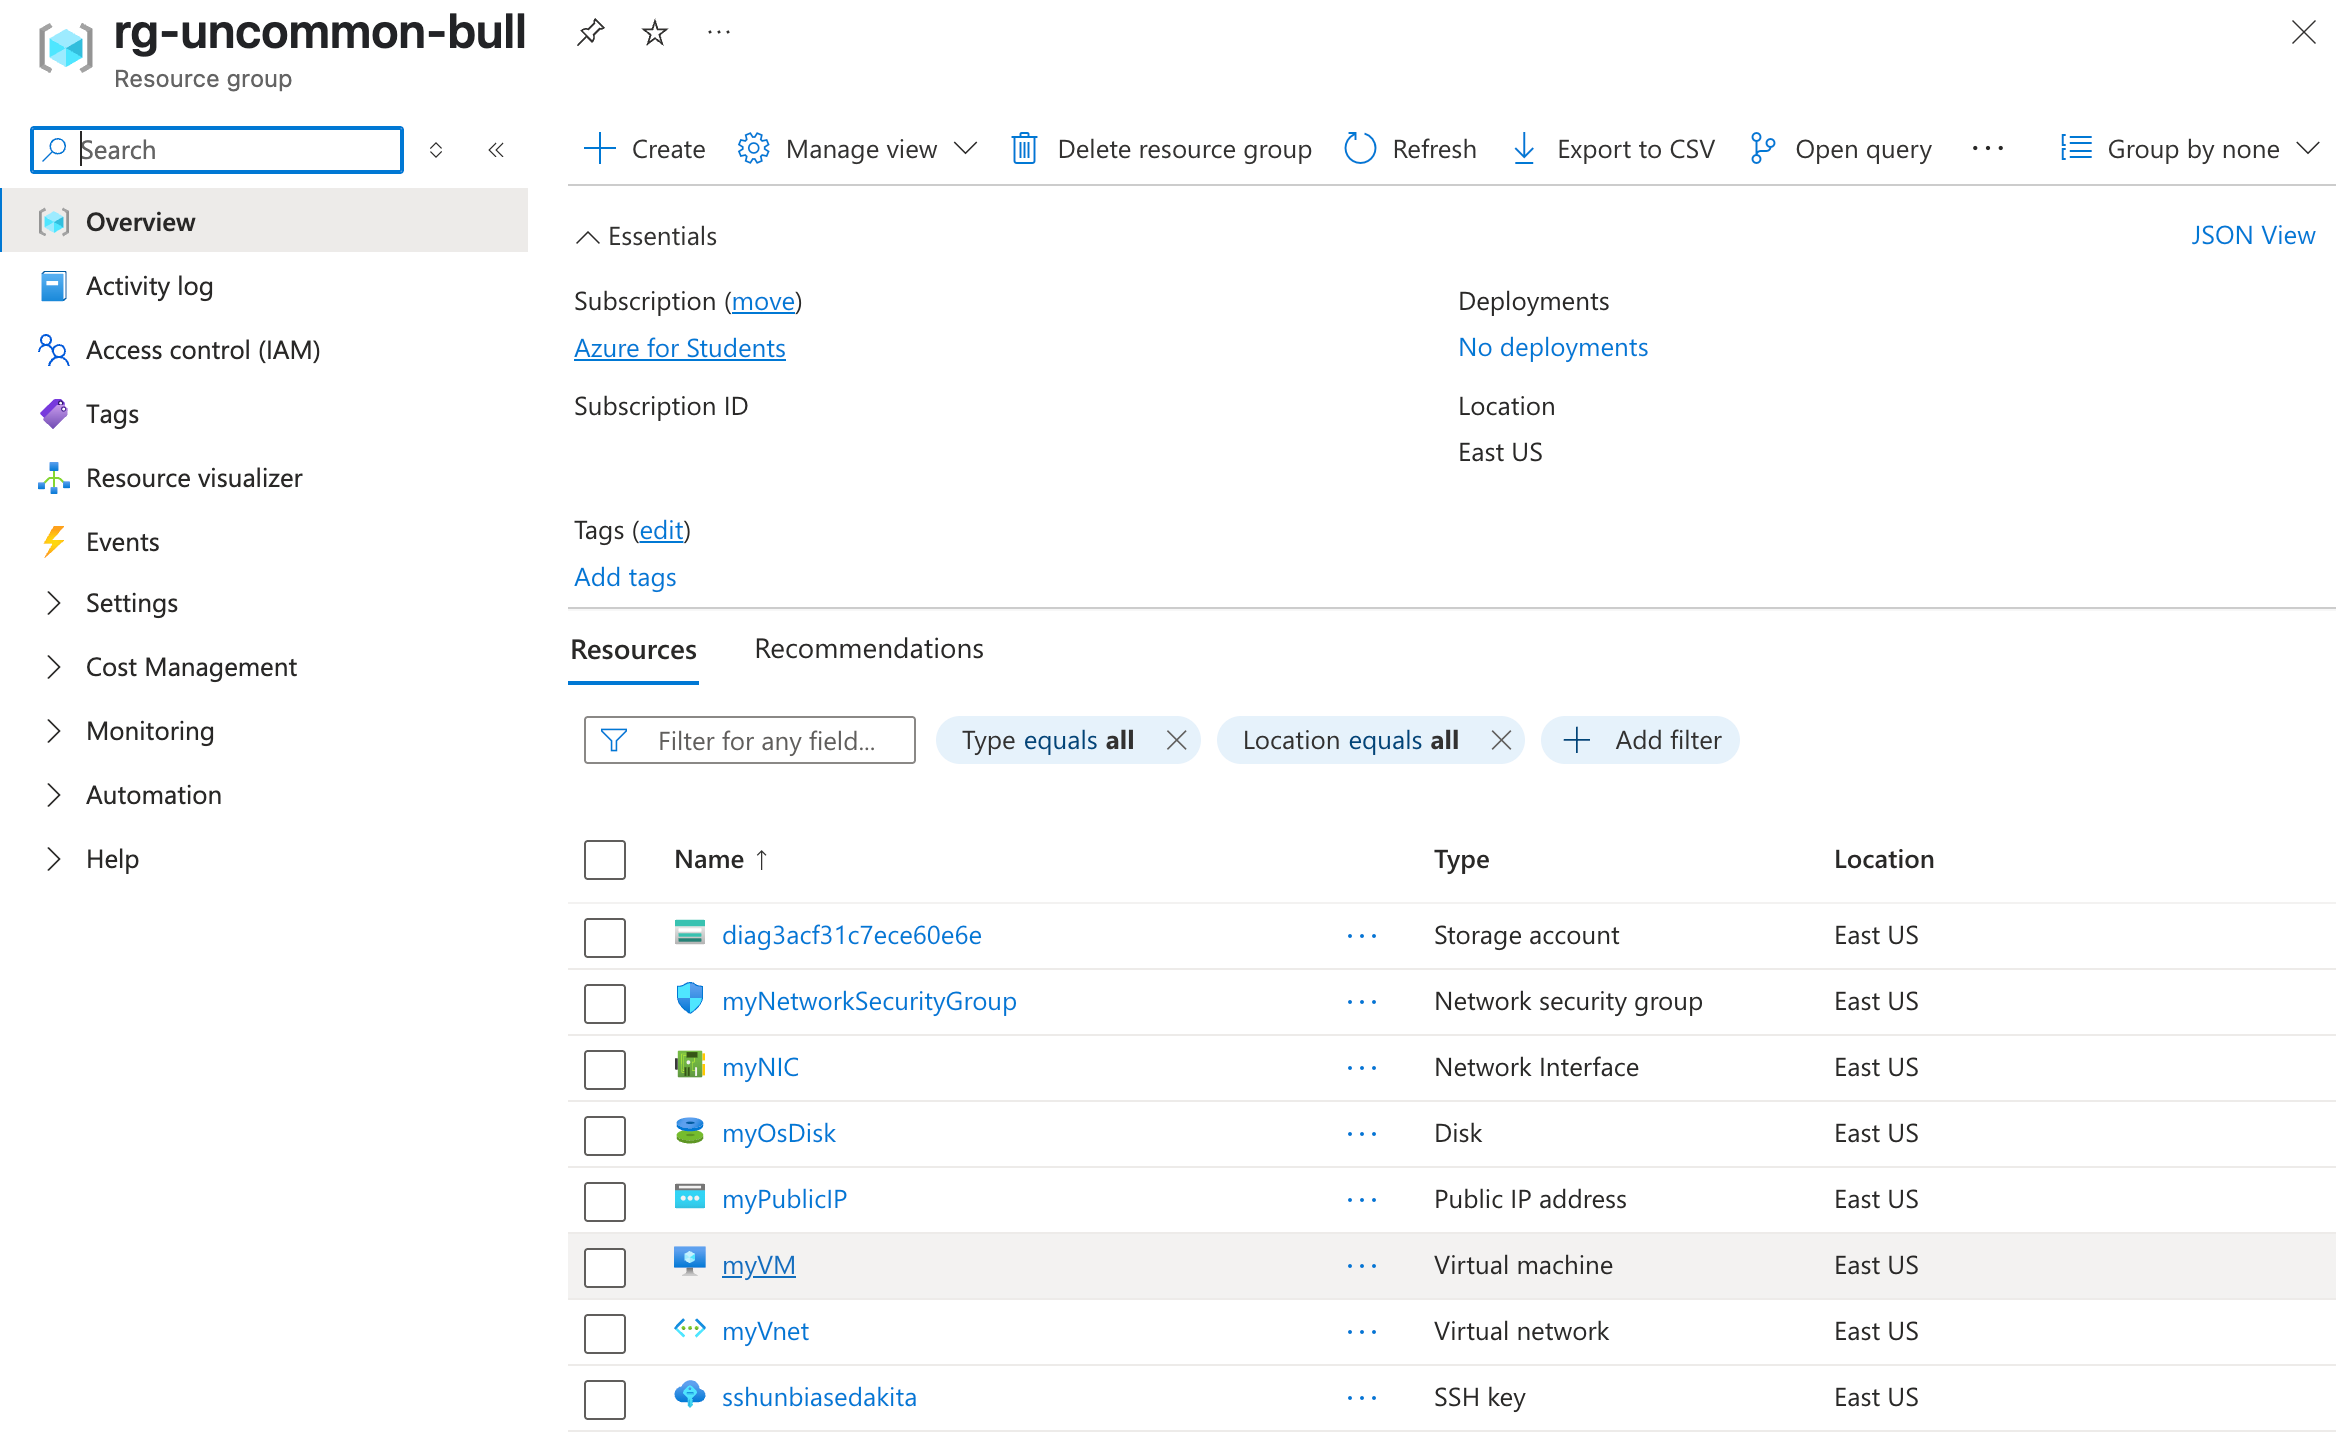 rg-uncommon-bull
Resource group
Search
Overview
Activity log
Access control (IAM)
Tags
Resource visualizer
Events
Settings
Cost Management
Monitoring
Automation
Help
Create
Manage view
Delete resource group
Refresh
Export to CSV
Open query
Group by none
Essentials
JSON View
Subscription (move)
Azure for Students
Subscription ID
Deployments
No deployments
Location
East US
Tags (edit)
Add tags
Resources
Recommendations
Filter for any field...
Type equals all
Location equals all
Add filter
Name ↑ Type Location
diag3acf31c7ece60e6e ... Storage account East US
myNetworkSecurityGroup ... Network security group East US
myNIC ... Network Interface East US
myOsDisk ... Disk East US
myPublicIP ... Public IP address East US
myVM ... Virtual machine East US
myVnet ... Virtual network East US
sshunbiasedakita ... SSH key East US